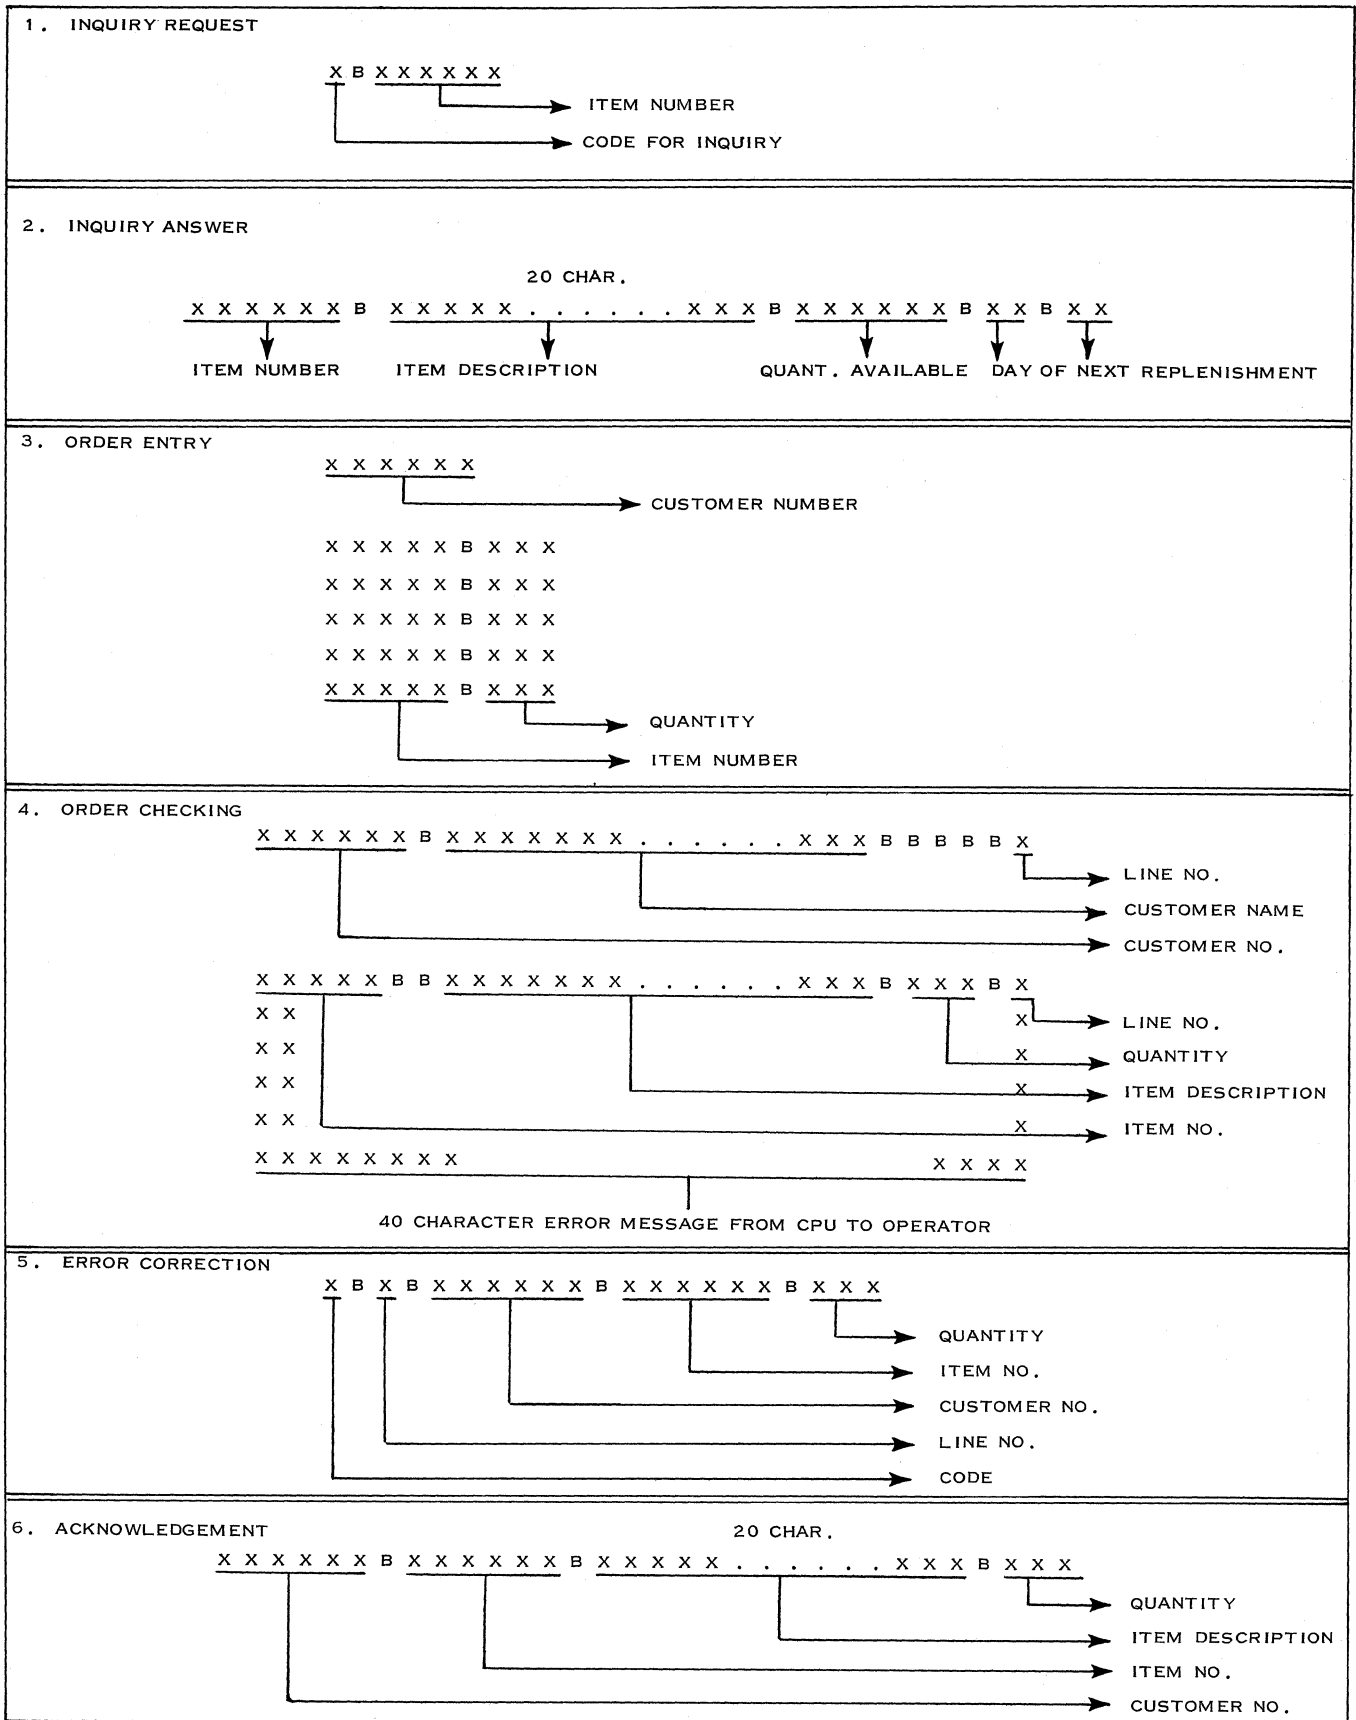 1. INQUIRY REQUEST
X B X X X X X X
ITEM NUMBER
CODE FOR INQUIRY
2. INQUIRY ANSWER
20 CHAR.
X X X X X X B X X X X X . . . . . . X X X B X X X X X X B X X B X X
ITEM NUMBER ITEM DESCRIPTION QUANT. AVAILABLE DAY OF NEXT REPLENISHMENT
3. ORDER ENTRY
X X X X X X
CUSTOMER NUMBER
X X X X X B X X X
X X X X X B X X X
X X X X X B X X X
X X X X X B X X X
X X X X X B X X X
QUANTITY
ITEM NUMBER
4. ORDER CHECKING
X X X X X X B X X X X X X X . . . . . . X X X B B B B B X
LINE NO.
CUSTOMER NAME
CUSTOMER NO.
X X X X X B B X X X X X X X . . . . . . X X X B X X X B X
X X X LINE NO.
X X X QUANTITY
X X X ITEM DESCRIPTION
X X X ITEM NO.
X X X X X X X X X X X X
40 CHARACTER ERROR MESSAGE FROM CPU TO OPERATOR
5. ERROR CORRECTION
X B X B X X X X X X B X X X X X X B X X X
QUANTITY
ITEM NO.
CUSTOMER NO.
LINE NO.
CODE
6. ACKNOWLEDGEMENT 20 CHAR.
X X X X X X B X X X X X X B X X X X X . . . . . . X X X B X X X
QUANTITY
ITEM DESCRIPTION
ITEM NO.
CUSTOMER NO.